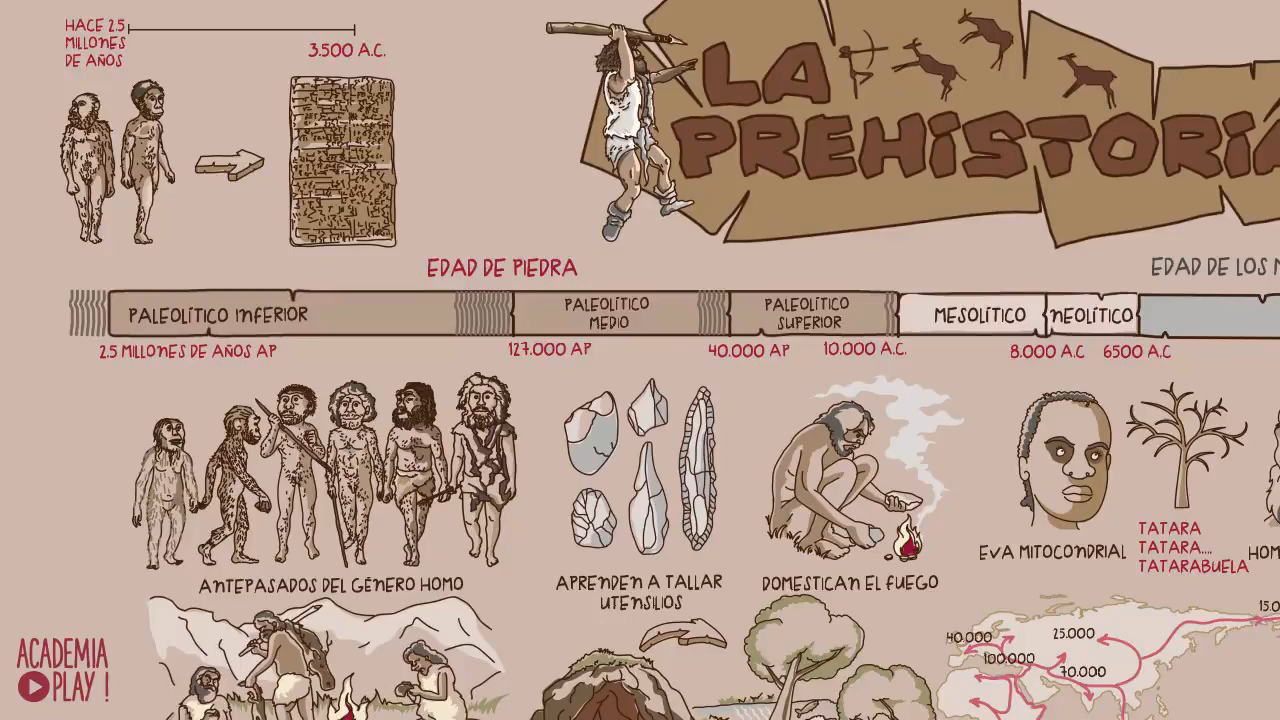 HACE 2.5
MILLONES
DE AÑOS
3.500 A.C.
LA
PREHISTORIA
EDAD DE PIEDRA
EDAD DE LOS
PALEOLÍTICO INFERIOR
PALEOLÍTICO
MEDIO
PALEOLÍTICO
SUPERIOR
MESOLÍTICO
NEOLÍTICO
2.5 MILLONES DE AÑOS AP
127.000 AP
40.000 AP
10.000 A.C.
8.000 A.C
6500 A.C
ANTEPASADOS DEL GÉNERO HOMO
APRENDEN A TALLAR
UTENSILIOS
DOMESTICAN EL FUEGO
EVA MITOCONDRIAL
TATARA
TATARA....
TATARABUELA
40.000
25.000
100.000
70.000
ACADEMIA
PLAY !